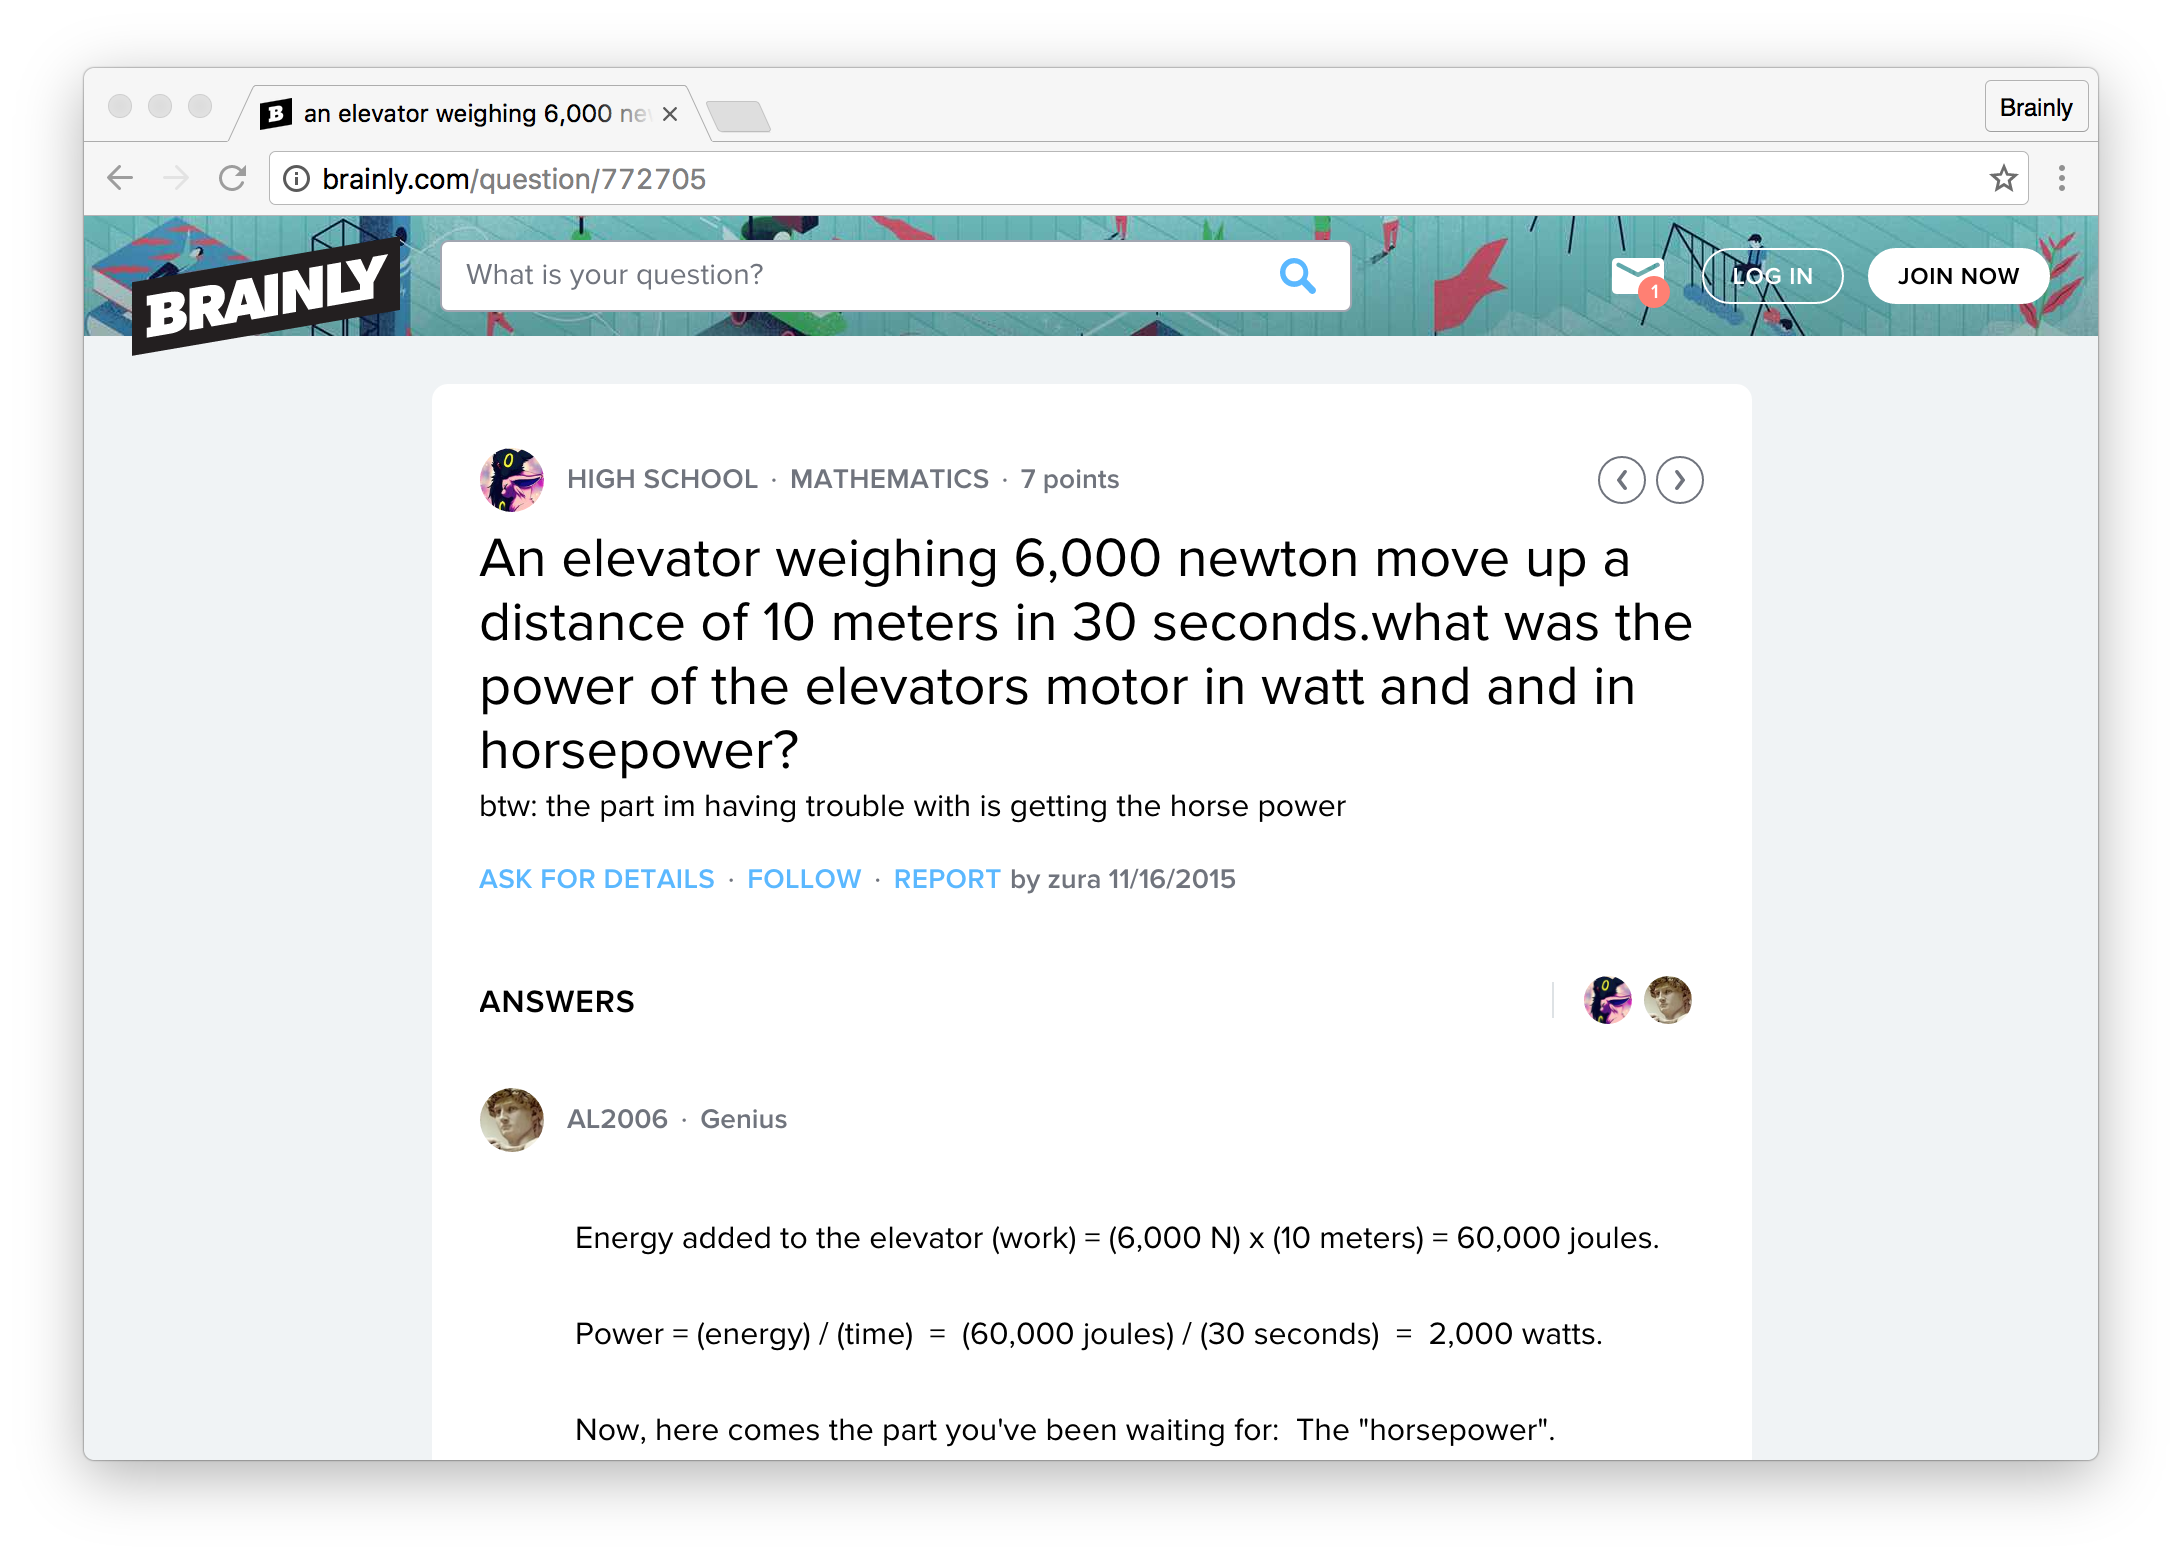 an elevator weighing 6,000 ne
Brainly
brainly.com/question/772705
BRAINLY
What is your question?
1
LOG IN
JOIN NOW
HIGH SCHOOL · MATHEMATICS · 7 points
An elevator weighing 6,000 newton move up a
distance of 10 meters in 30 seconds.what was the
power of the elevators motor in watt and and in
horsepower?
btw: the part im having trouble with is getting the horse power
ASK FOR DETAILS · FOLLOW · REPORT by zura 11/16/2015
ANSWERS
AL2006 · Genius
Energy added to the elevator (work) = (6,000 N) x (10 meters) = 60,000 joules.
Power = (energy) / (time)  =  (60,000 joules) / (30 seconds)  =  2,000 watts.
Now, here comes the part you've been waiting for:  The "horsepower".